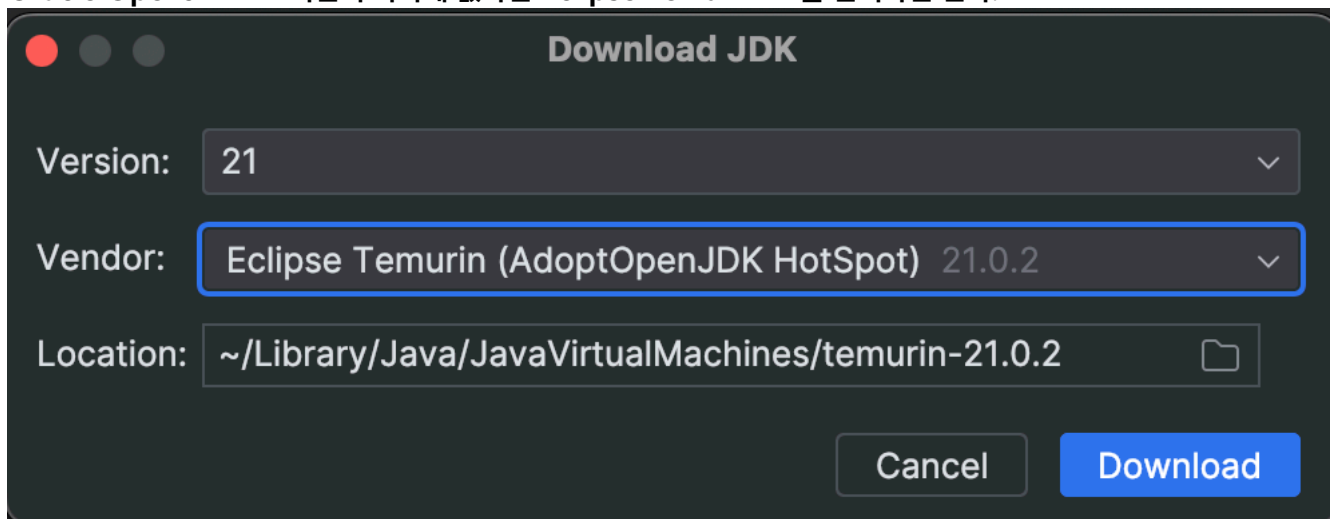 Download JDK
Version: 21
Vendor: Eclipse Temurin (AdoptOpenJDK HotSpot) 21.0.2
Location: ~/Library/Java/JavaVirtualMachines/temurin-21.0.2
Cancel Download